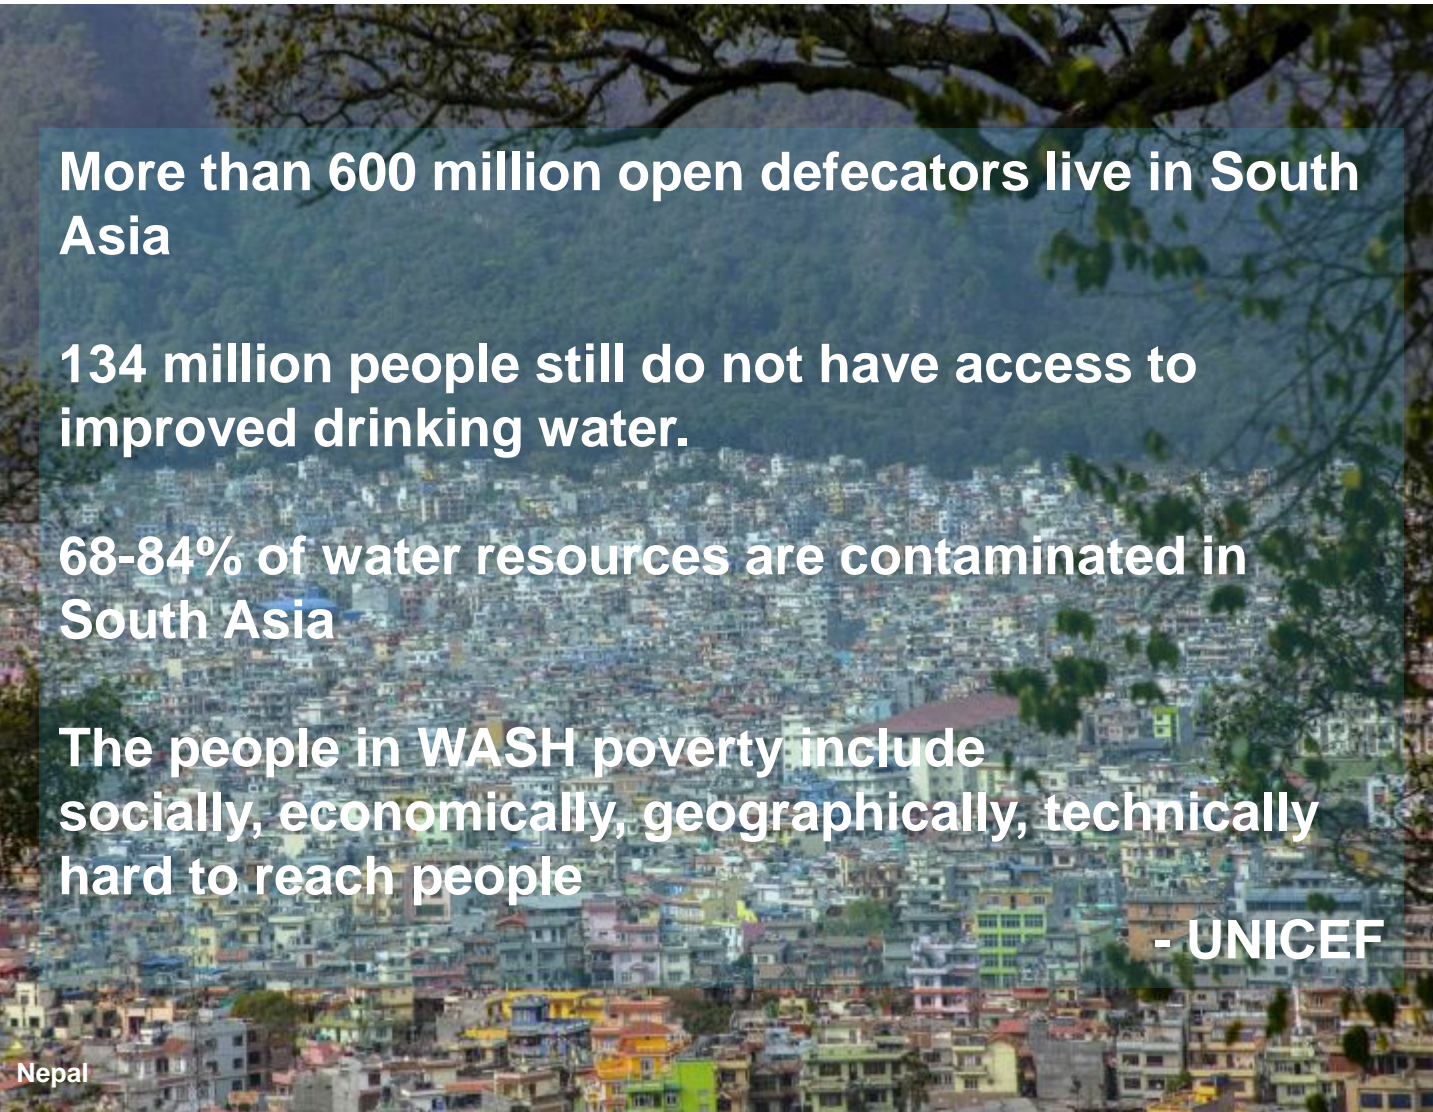 More than 600 million open defecators live in South
Asia
134 million people still do not have access to
improved drinking water.
68-84% of water resources are contaminated in
South Asia
The people in WASH poverty include
socially, economically, geographically, technically
hard to reach people
- UNICEF
Nepal